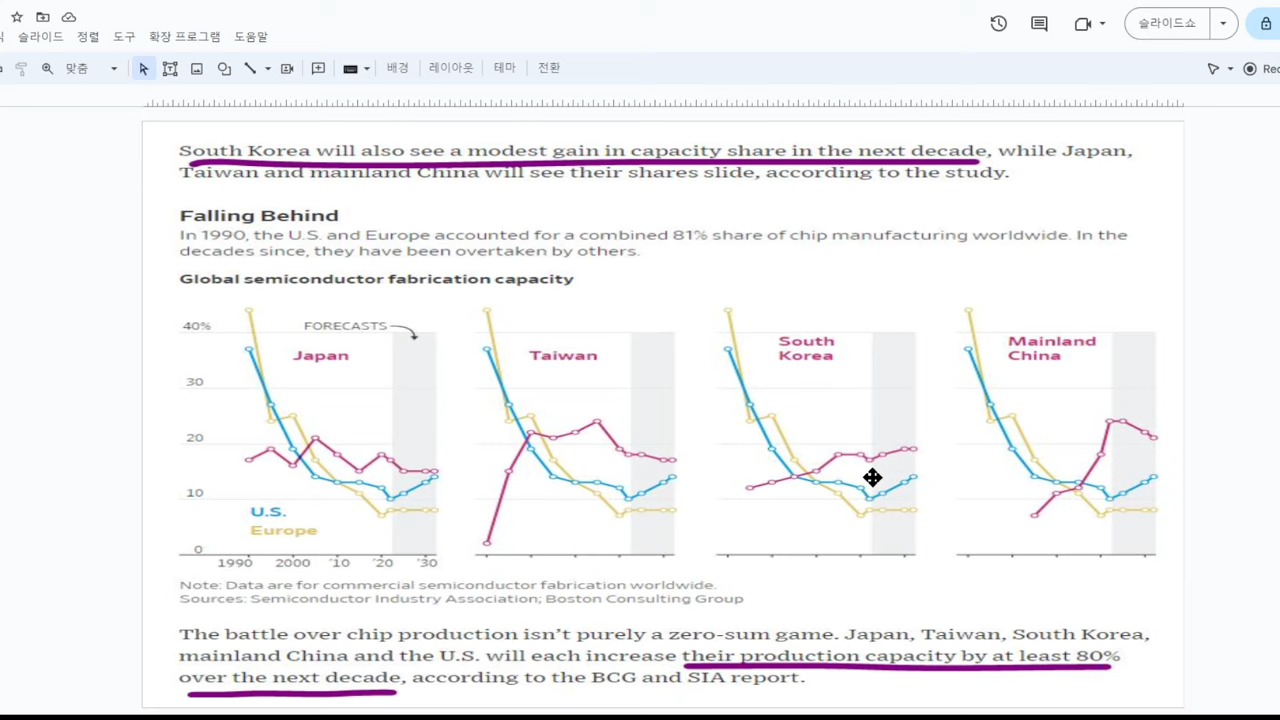 슬라이드 정렬 도구 확장 프로그램 도움말
슬라이드쇼
맞춤 배경 레이아웃 테마 전환 Rec
South Korea will also see a modest gain in capacity share in the next decade, while Japan,
Taiwan and mainland China will see their shares slide, according to the study.
Falling Behind
In 1990, the U.S. and Europe accounted for a combined 81% share of chip manufacturing worldwide. In the
decades since, they have been overtaken by others.
Global semiconductor fabrication capacity
40%
30
20
10
0
FORECASTS
Japan
U.S.
Europe
1990 2000 '10 '20 '30
Taiwan
South
Korea
Mainland
China
Note: Data are for commercial semiconductor fabrication worldwide.
Sources: Semiconductor Industry Association; Boston Consulting Group
The battle over chip production isn't purely a zero-sum game. Japan, Taiwan, South Korea,
mainland China and the U.S. will each increase their production capacity by at least 80%
over the next decade, according to the BCG and SIA report.